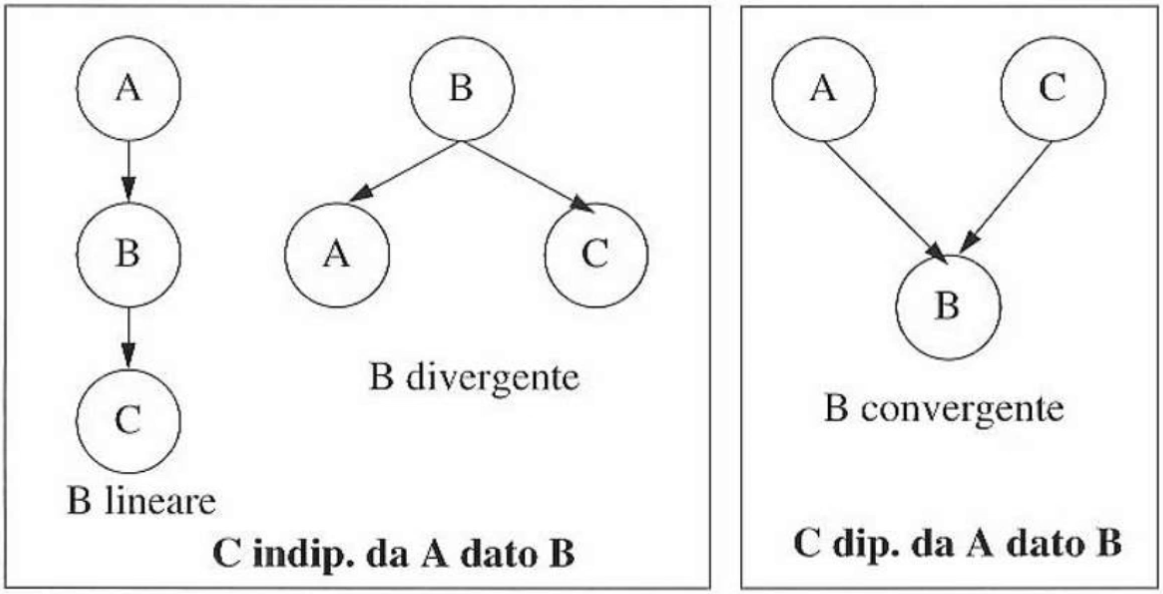 A
B
C
B lineare
B
A
C
B divergente
C indip. da A dato B
A
C
B
B convergente
C dip. da A dato B